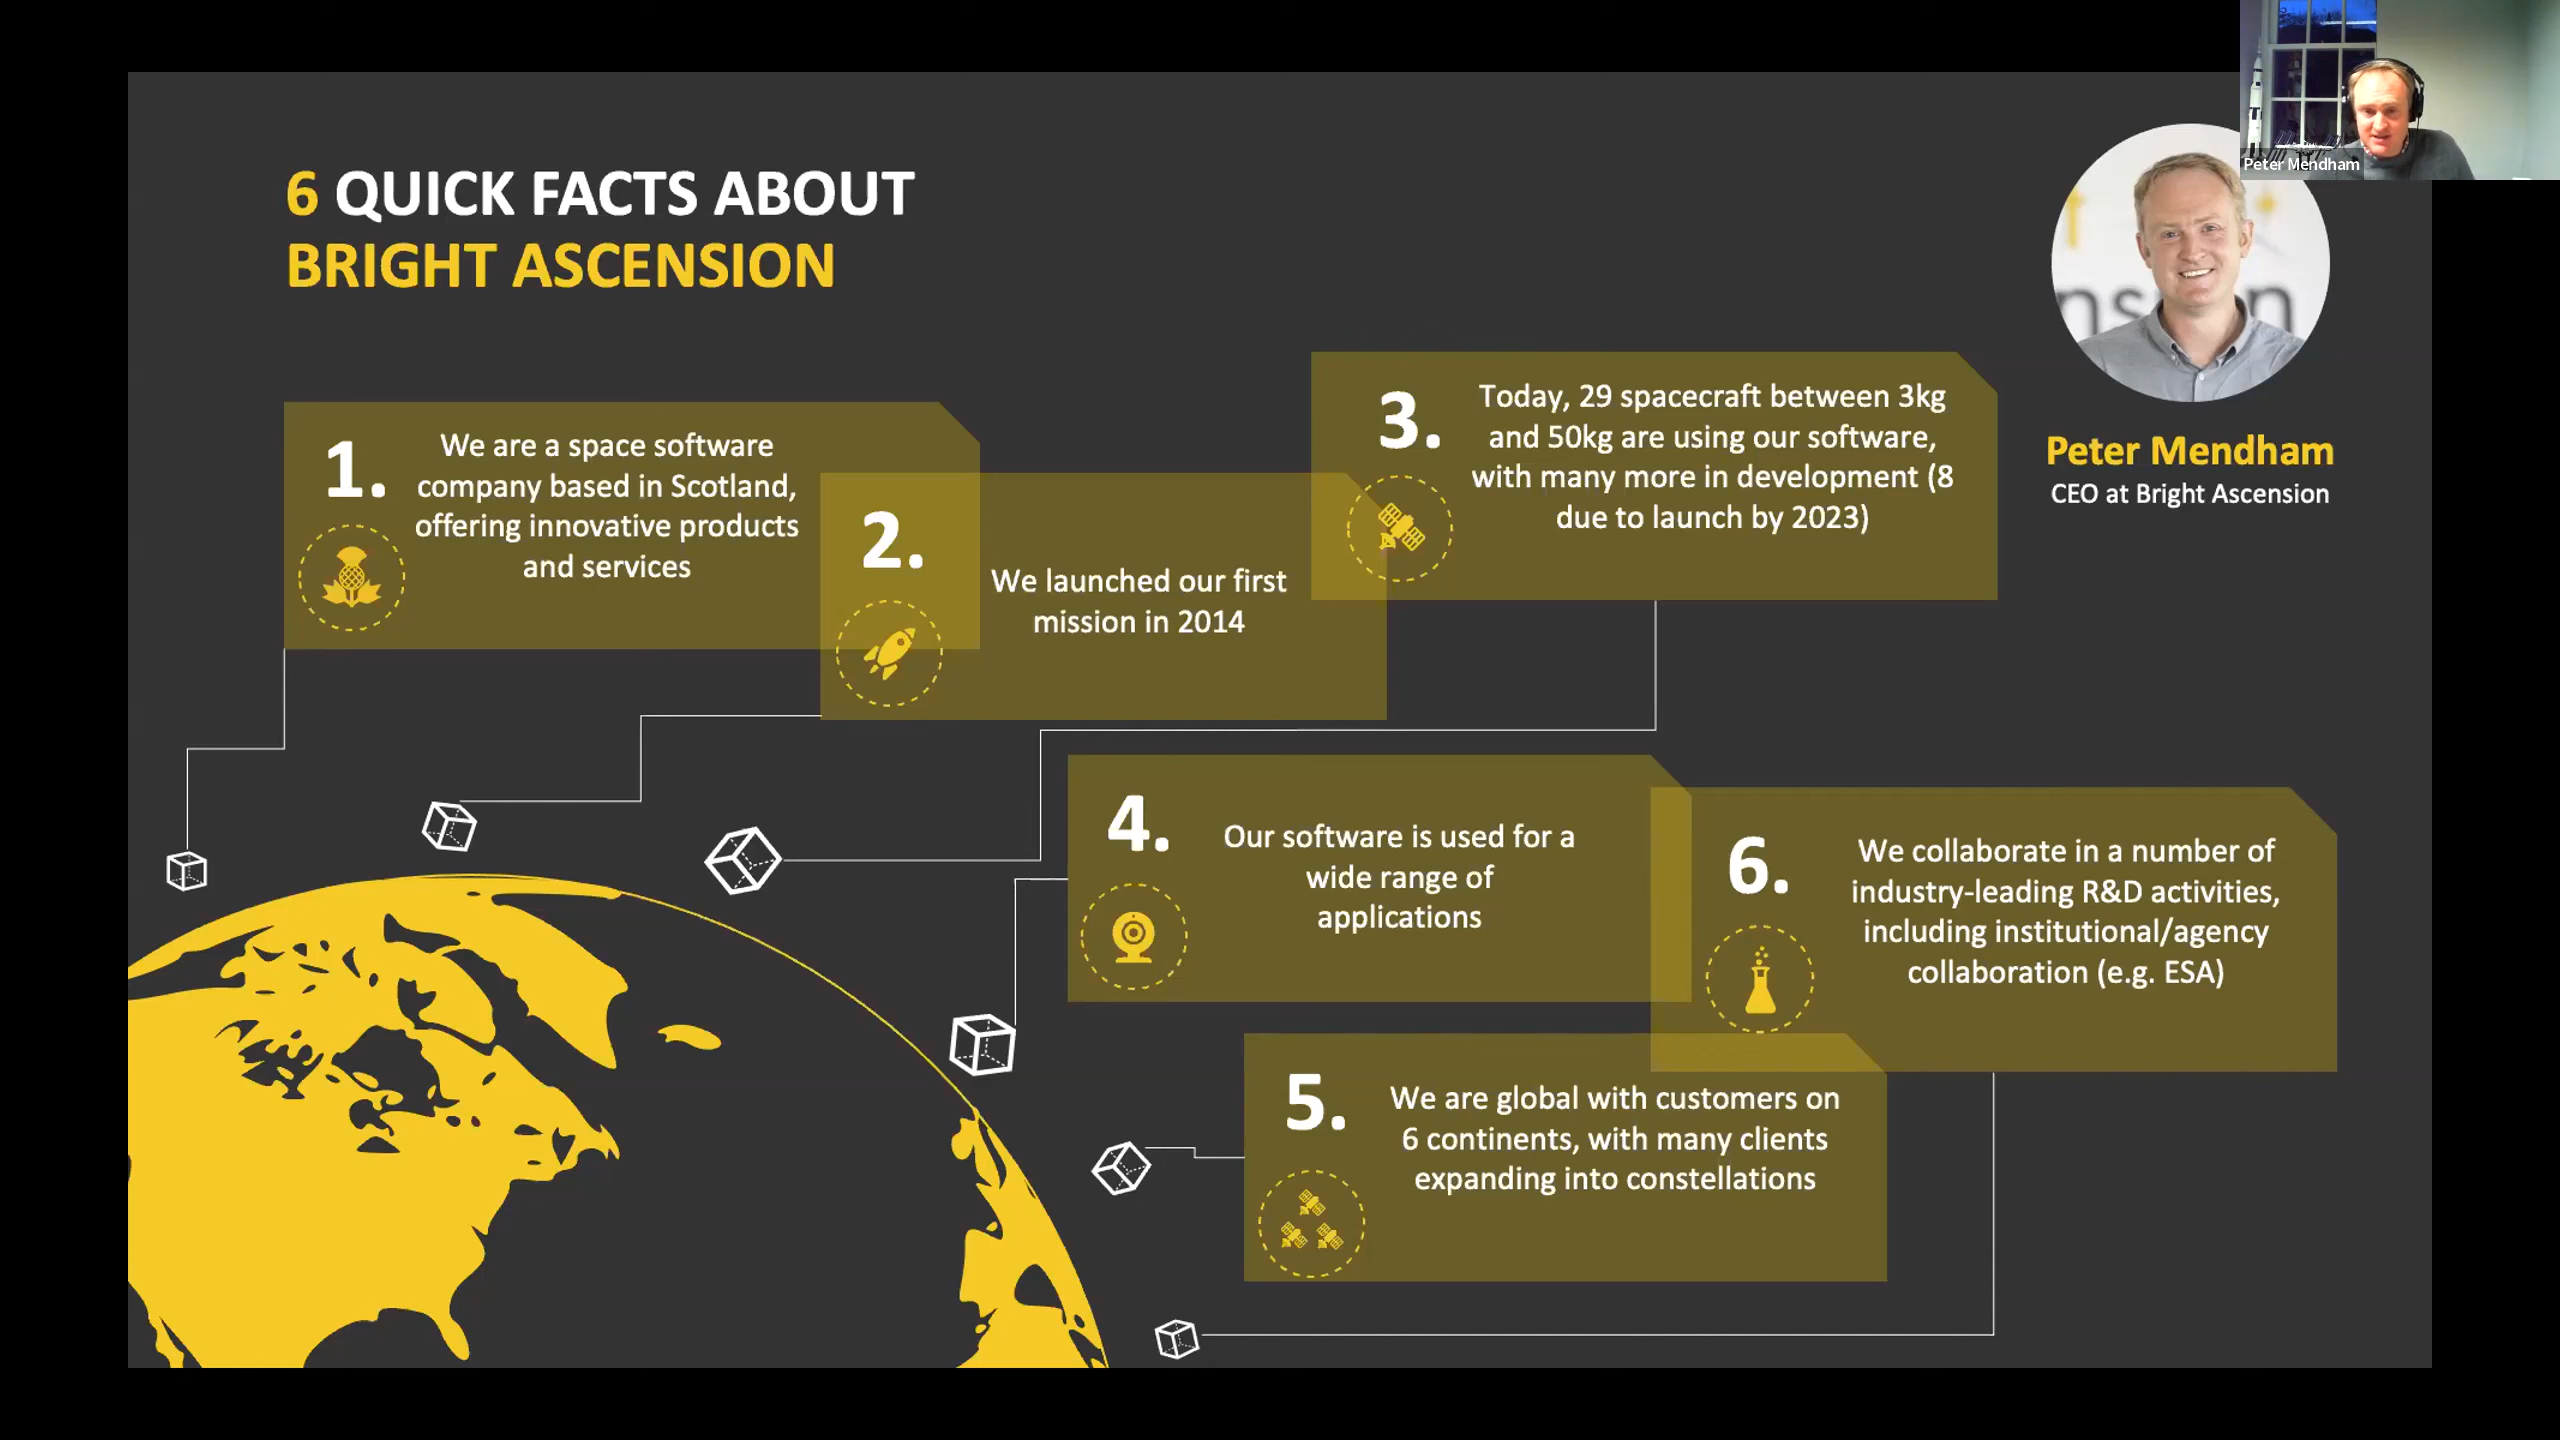 6 QUICK FACTS ABOUT
BRIGHT ASCENSION
Peter Mendham
Peter Mendham
CEO at Bright Ascension
1.
We are a space software
company based in Scotland,
offering innovative products
and services
2.
We launched our first
mission in 2014
3.
Today, 29 spacecraft between 3kg
and 50kg are using our software,
with many more in development (8
due to launch by 2023)
4.
Our software is used for a
wide range of
applications
5.
We are global with customers on
6 continents, with many clients
expanding into constellations
6.
We collaborate in a number of
industry-leading R&D activities,
including institutional/agency
collaboration (e.g. ESA)